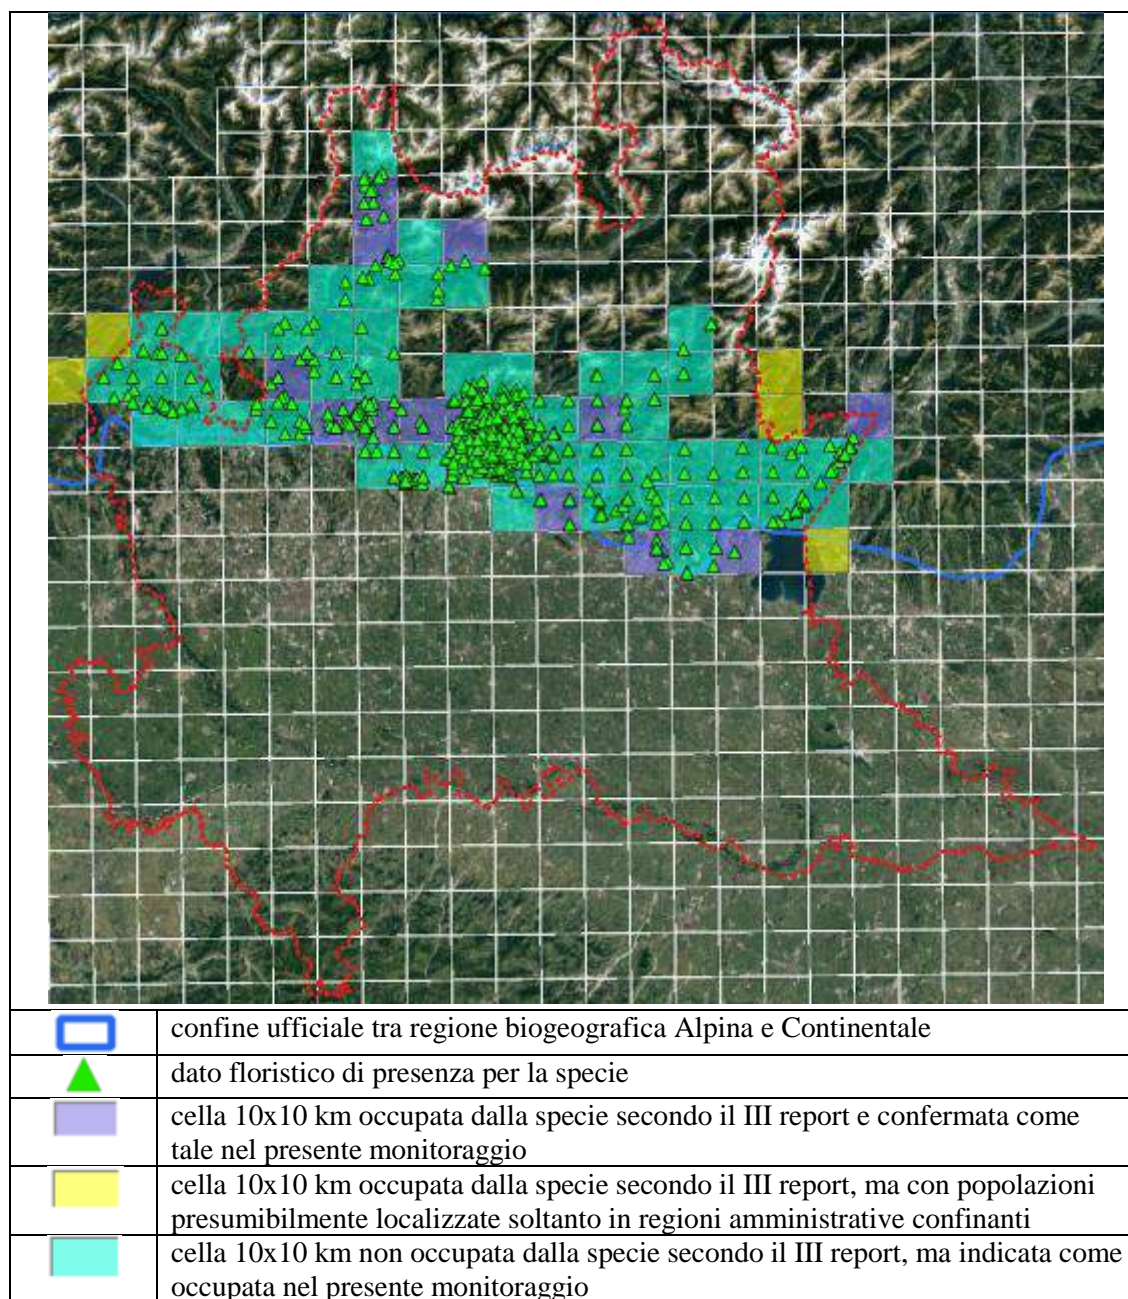 confine ufficiale tra regione biogeografica Alpina e Continentale
dato floristico di presenza per la specie
cella 10x10 km occupata dalla specie secondo il III report e confermata come
tale nel presente monitoraggio
cella 10x10 km occupata dalla specie secondo il III report, ma con popolazioni
presumibilmente localizzate soltanto in regioni amministrative confinanti
cella 10x10 km non occupata dalla specie secondo il III report, ma indicata come
occupata nel presente monitoraggio